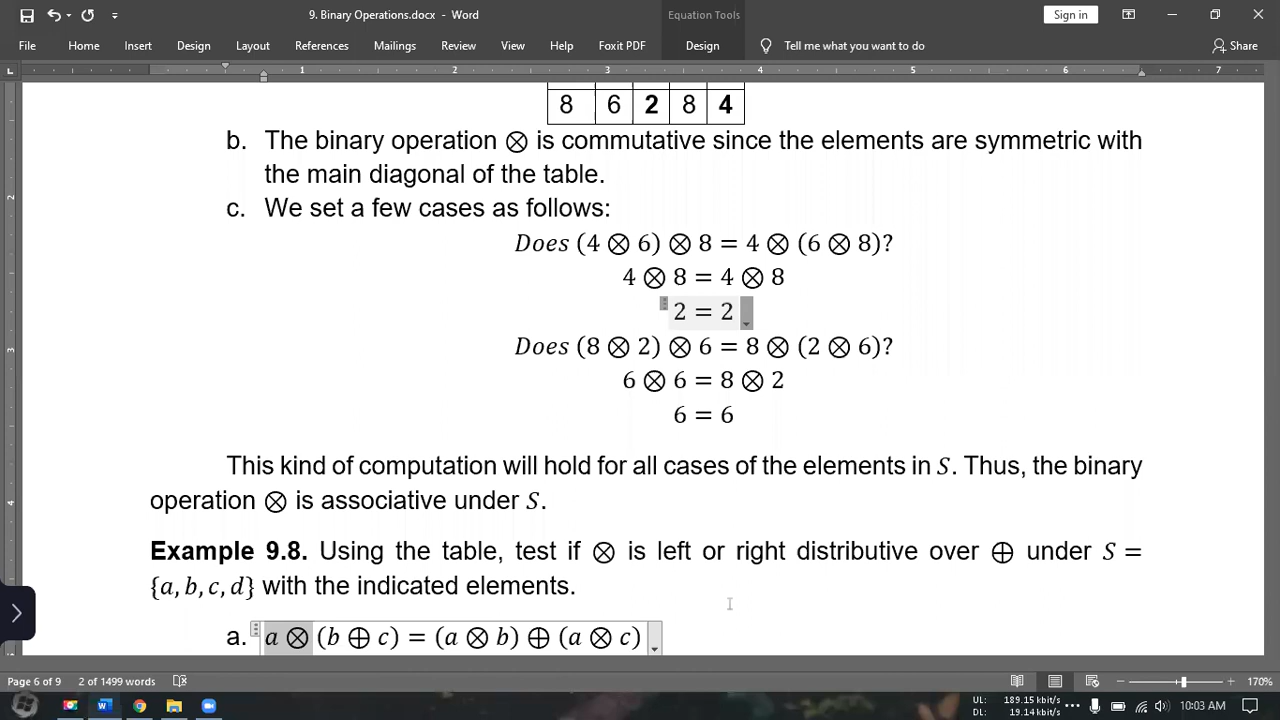 9. Binary Operations.docx - Word
Equation Tools
Sign in
File Home Insert Design Layout References Mailings Review View Help Foxit PDF Design Tell me what you want to do Share
1 2 3 4 5 6 7
8 6 2 8 4
b. The binary operation ⊗ is commutative since the elements are symmetric with
the main diagonal of the table.
c. We set a few cases as follows:
Does (4 ⊗ 6) ⊗ 8 = 4 ⊗ (6 ⊗ 8)?
4 ⊗ 8 = 4 ⊗ 8
2 = 2
Does (8 ⊗ 2) ⊗ 6 = 8 ⊗ (2 ⊗ 6)?
6 ⊗ 6 = 8 ⊗ 2
6 = 6
This kind of computation will hold for all cases of the elements in S. Thus, the binary
operation ⊗ is associative under S.
Example 9.8. Using the table, test if ⊗ is left or right distributive over ⊕ under S =
{a, b, c, d} with the indicated elements.
a. a ⊗ (b ⊕ c) = (a ⊗ b) ⊕ (a ⊗ c)
Page 6 of 9 2 of 1499 words 170%
UL: 189.15 kbit/s
DL: 19.14 kbit/s
10:03 AM